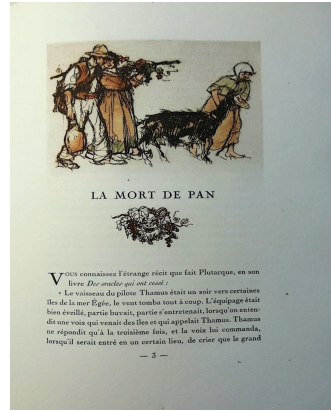 LA MORT DE PAN
VOUS connaissez l'étrange récit que fait Plutarque, en son
livre Des oracles qui ont cessé :
« Le vaisseau du pilote Thamus était un soir vers certaines
îles de la mer Égée, le vent tomba tout à coup. L'équipage était
bien éveillé, partie buvait, partie s'entretenait, lorsqu'on enten-
dit une voix qui venait des îles et qui appelait Thamus. Thamus
ne répondit qu'à la troisième fois, et la voix lui commanda,
lorsqu'il serait entré en un certain lieu, de crier que le grand
— 3 —